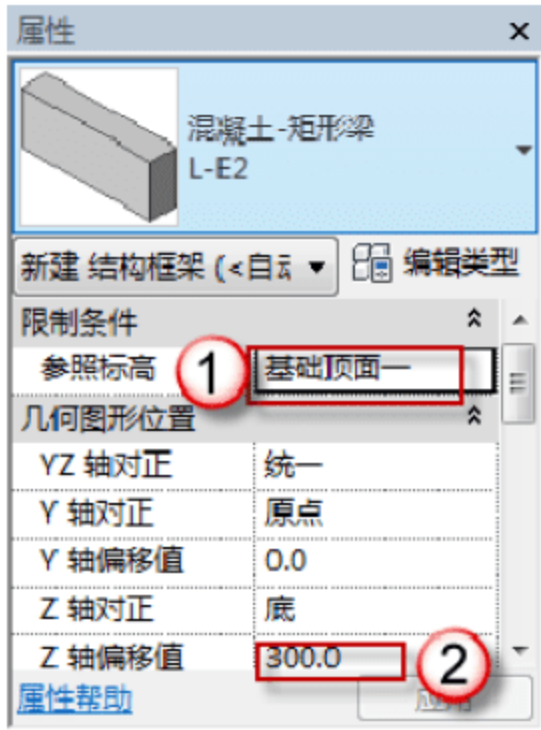 属性
混凝土-矩形梁
L-E2
新建 结构框架 (<自动
编辑类型
限制条件
参照标高 1 基础顶面一
几何图形位置
YZ 轴对正 统一
Y 轴对正 原点
Y 轴偏移值 0.0
Z 轴对正 底
Z 轴偏移值 300.0 2
属性帮助